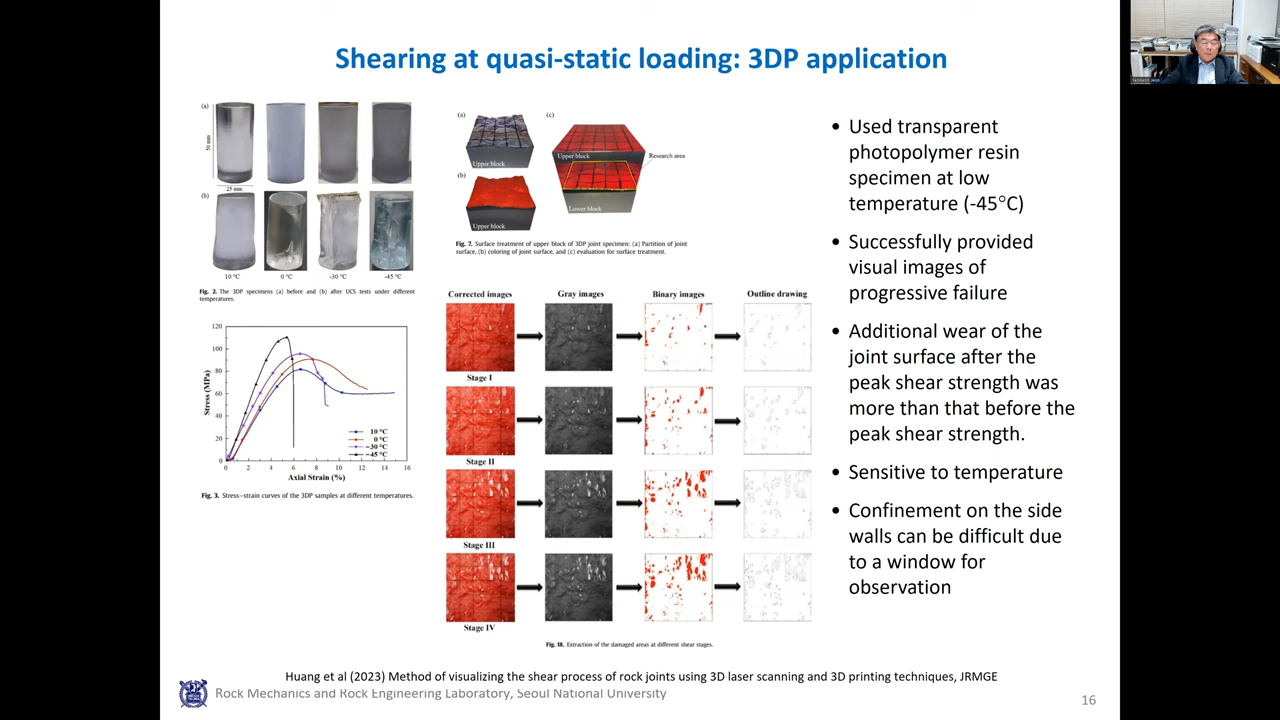 Shearing at quasi-static loading: 3DP application
(a)
50 mm
25 mm
(b)
10 °C
0 °C
-30 °C
-45 °C
Fig. 2. The 3DP specimens (a) before and (b) after UCS tests under different
temperatures.
120
100
80
60
40
20
0
Stress (MPa)
10 °C
0 °C
−30 °C
−45 °C
0
2
4
6
8
10
12
14
16
Axial Strain (%)
Fig. 3. Stress−strain curves of the 3DP samples at different temperatures.
(a)
Upper block
(b)
Upper block
(c)
Upper block
Research area
Lower block
Fig. 7. Surface treatment of upper block of 3DP joint specimen: (a) Partition of joint
surface, (b) coloring of joint surface, and (c) evaluation for surface treatment.
Corrected images
Gray images
Binary images
Outline drawing
Stage I
Stage II
Stage III
Stage IV
Fig. 18. Extraction of the damaged areas at different shear stages.
• Used transparent
photopolymer resin
specimen at low
temperature (-45°C)
• Successfully provided
visual images of
progressive failure
• Additional wear of the
joint surface after the
peak shear strength was
more than that before the
peak shear strength.
• Sensitive to temperature
• Confinement on the side
walls can be difficult due
to a window for
observation
Huang et al (2023) Method of visualizing the shear process of rock joints using 3D laser scanning and 3D printing techniques, JRMGE
Rock Mechanics and Rock Engineering Laboratory, Seoul National University
16